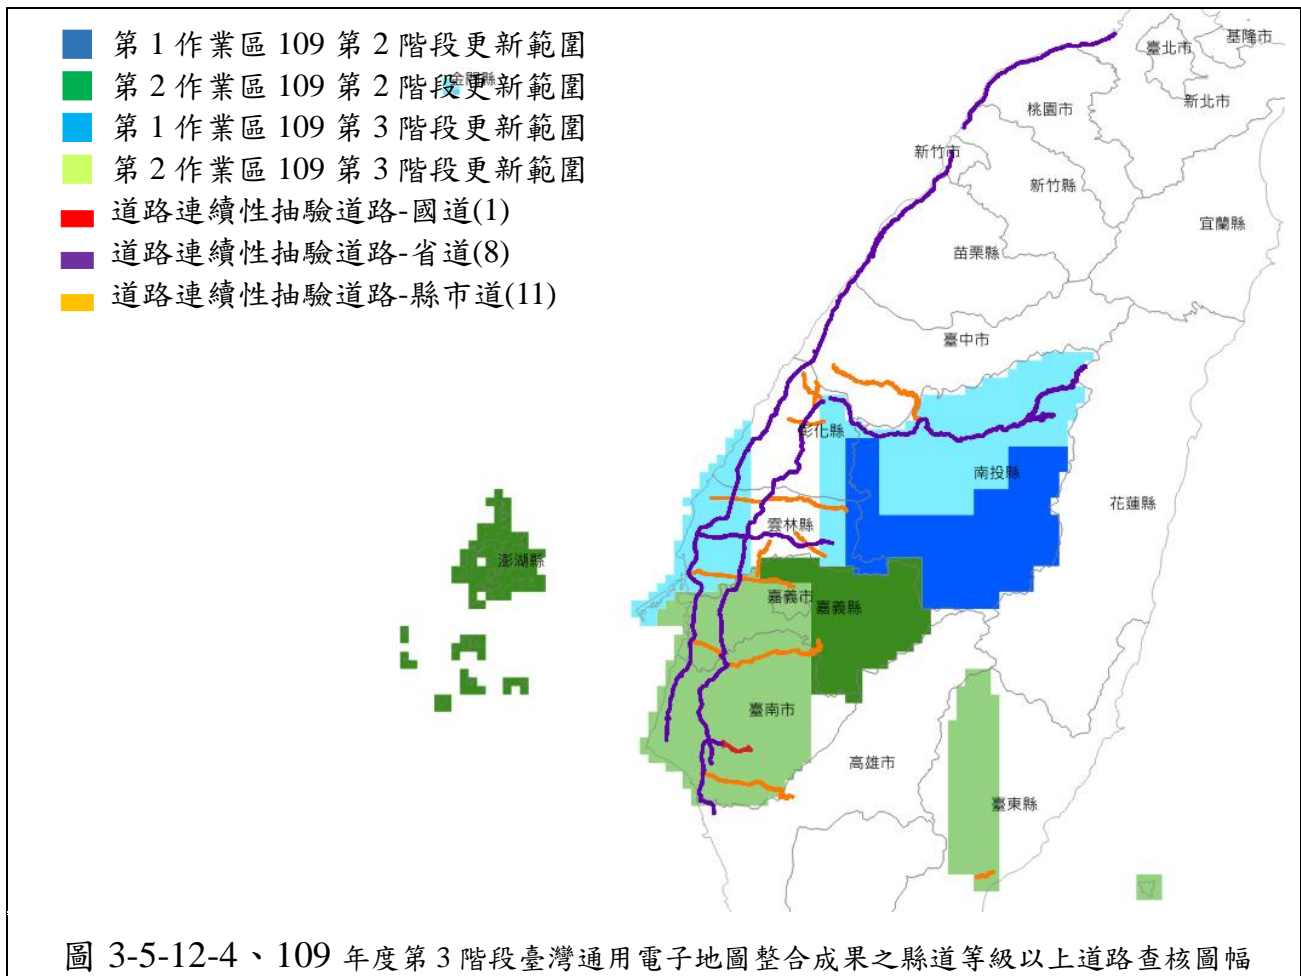 第 1 作業區 109 第 2 階段更新範圍
第 2 作業區 109 第 2 階段更新範圍
第 1 作業區 109 第 3 階段更新範圍
第 2 作業區 109 第 3 階段更新範圍
道路連續性抽驗道路-國道(1)
道路連續性抽驗道路-省道(8)
道路連續性抽驗道路-縣市道(11)
金門縣
基隆市
臺北市
新北市
桃園市
新竹市
新竹縣
宜蘭縣
苗栗縣
臺中市
彰化縣
南投縣
花蓮縣
雲林縣
澎湖縣
嘉義市
嘉義縣
臺南市
高雄市
臺東縣
圖 3-5-12-4、109 年度第 3 階段臺灣通用電子地圖整合成果之縣道等級以上道路查核圖幅